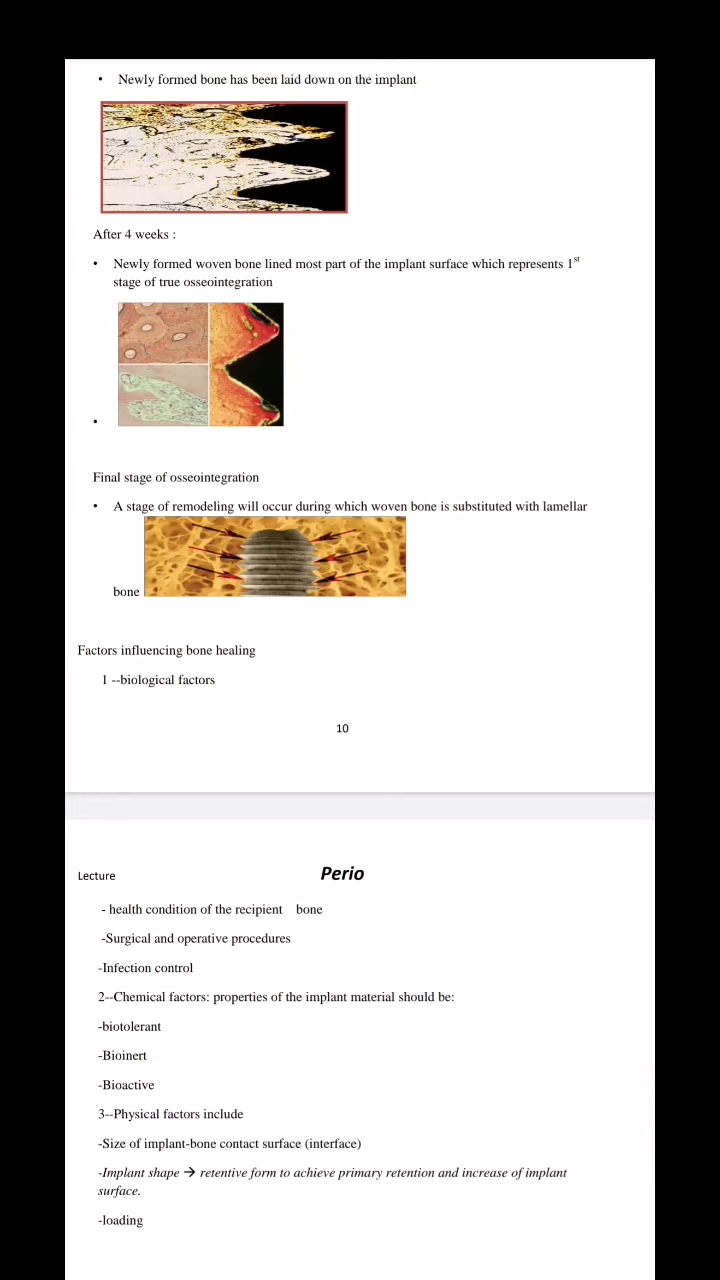 • Newly formed bone has been laid down on the implant
After 4 weeks :
• Newly formed woven bone lined most part of the implant surface which represents 1st
stage of true osseointegration
•
Final stage of osseointegration
• A stage of remodeling will occur during which woven bone is substituted with lamellar
bone
Factors influencing bone healing
1 --biological factors
10
Lecture Perio
- health condition of the recipient bone
-Surgical and operative procedures
-Infection control
2--Chemical factors: properties of the implant material should be:
-biotolerant
-Bioinert
-Bioactive
3--Physical factors include
-Size of implant-bone contact surface (interface)
-Implant shape → retentive form to achieve primary retention and increase of implant
surface.
-loading